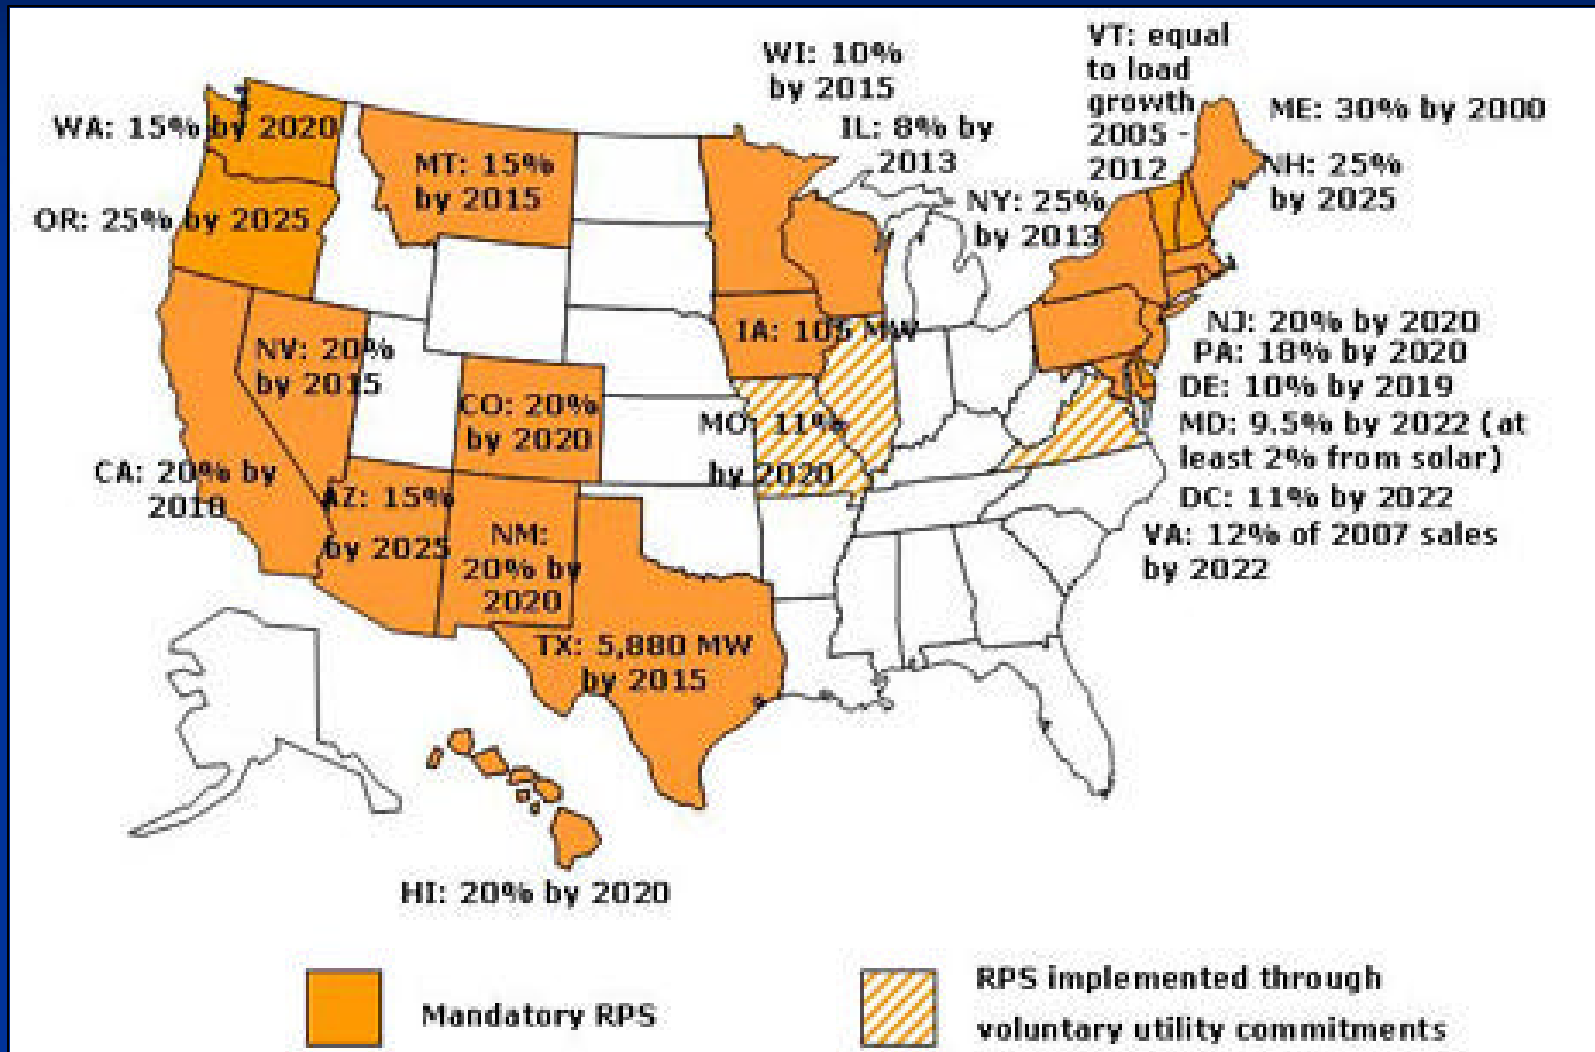 WI: 10%
by 2015
VT: equal
to load
growth
2005 -
2012
IL: 8% by
2013
ME: 30% by 2000
WA: 15% by 2020
MT: 15%
by 2015
NH: 25%
by 2025
NY: 25%
by 2013
OR: 25% by 2025
IA: 105 MW
NJ: 20% by 2020
PA: 18% by 2020
DE: 10% by 2019
MD: 9.5% by 2022 (at
least 2% from solar)
DC: 11% by 2022
VA: 12% of 2007 sales
by 2022
NV: 20%
by 2015
CO: 20%
by 2020
MO: 11%
by 2020
CA: 20% by
2010
AZ: 15%
by 2025
NM:
20% by
2020
TX: 5,880 MW
by 2015
HI: 20% by 2020
Mandatory RPS
RPS implemented through
voluntary utility commitments